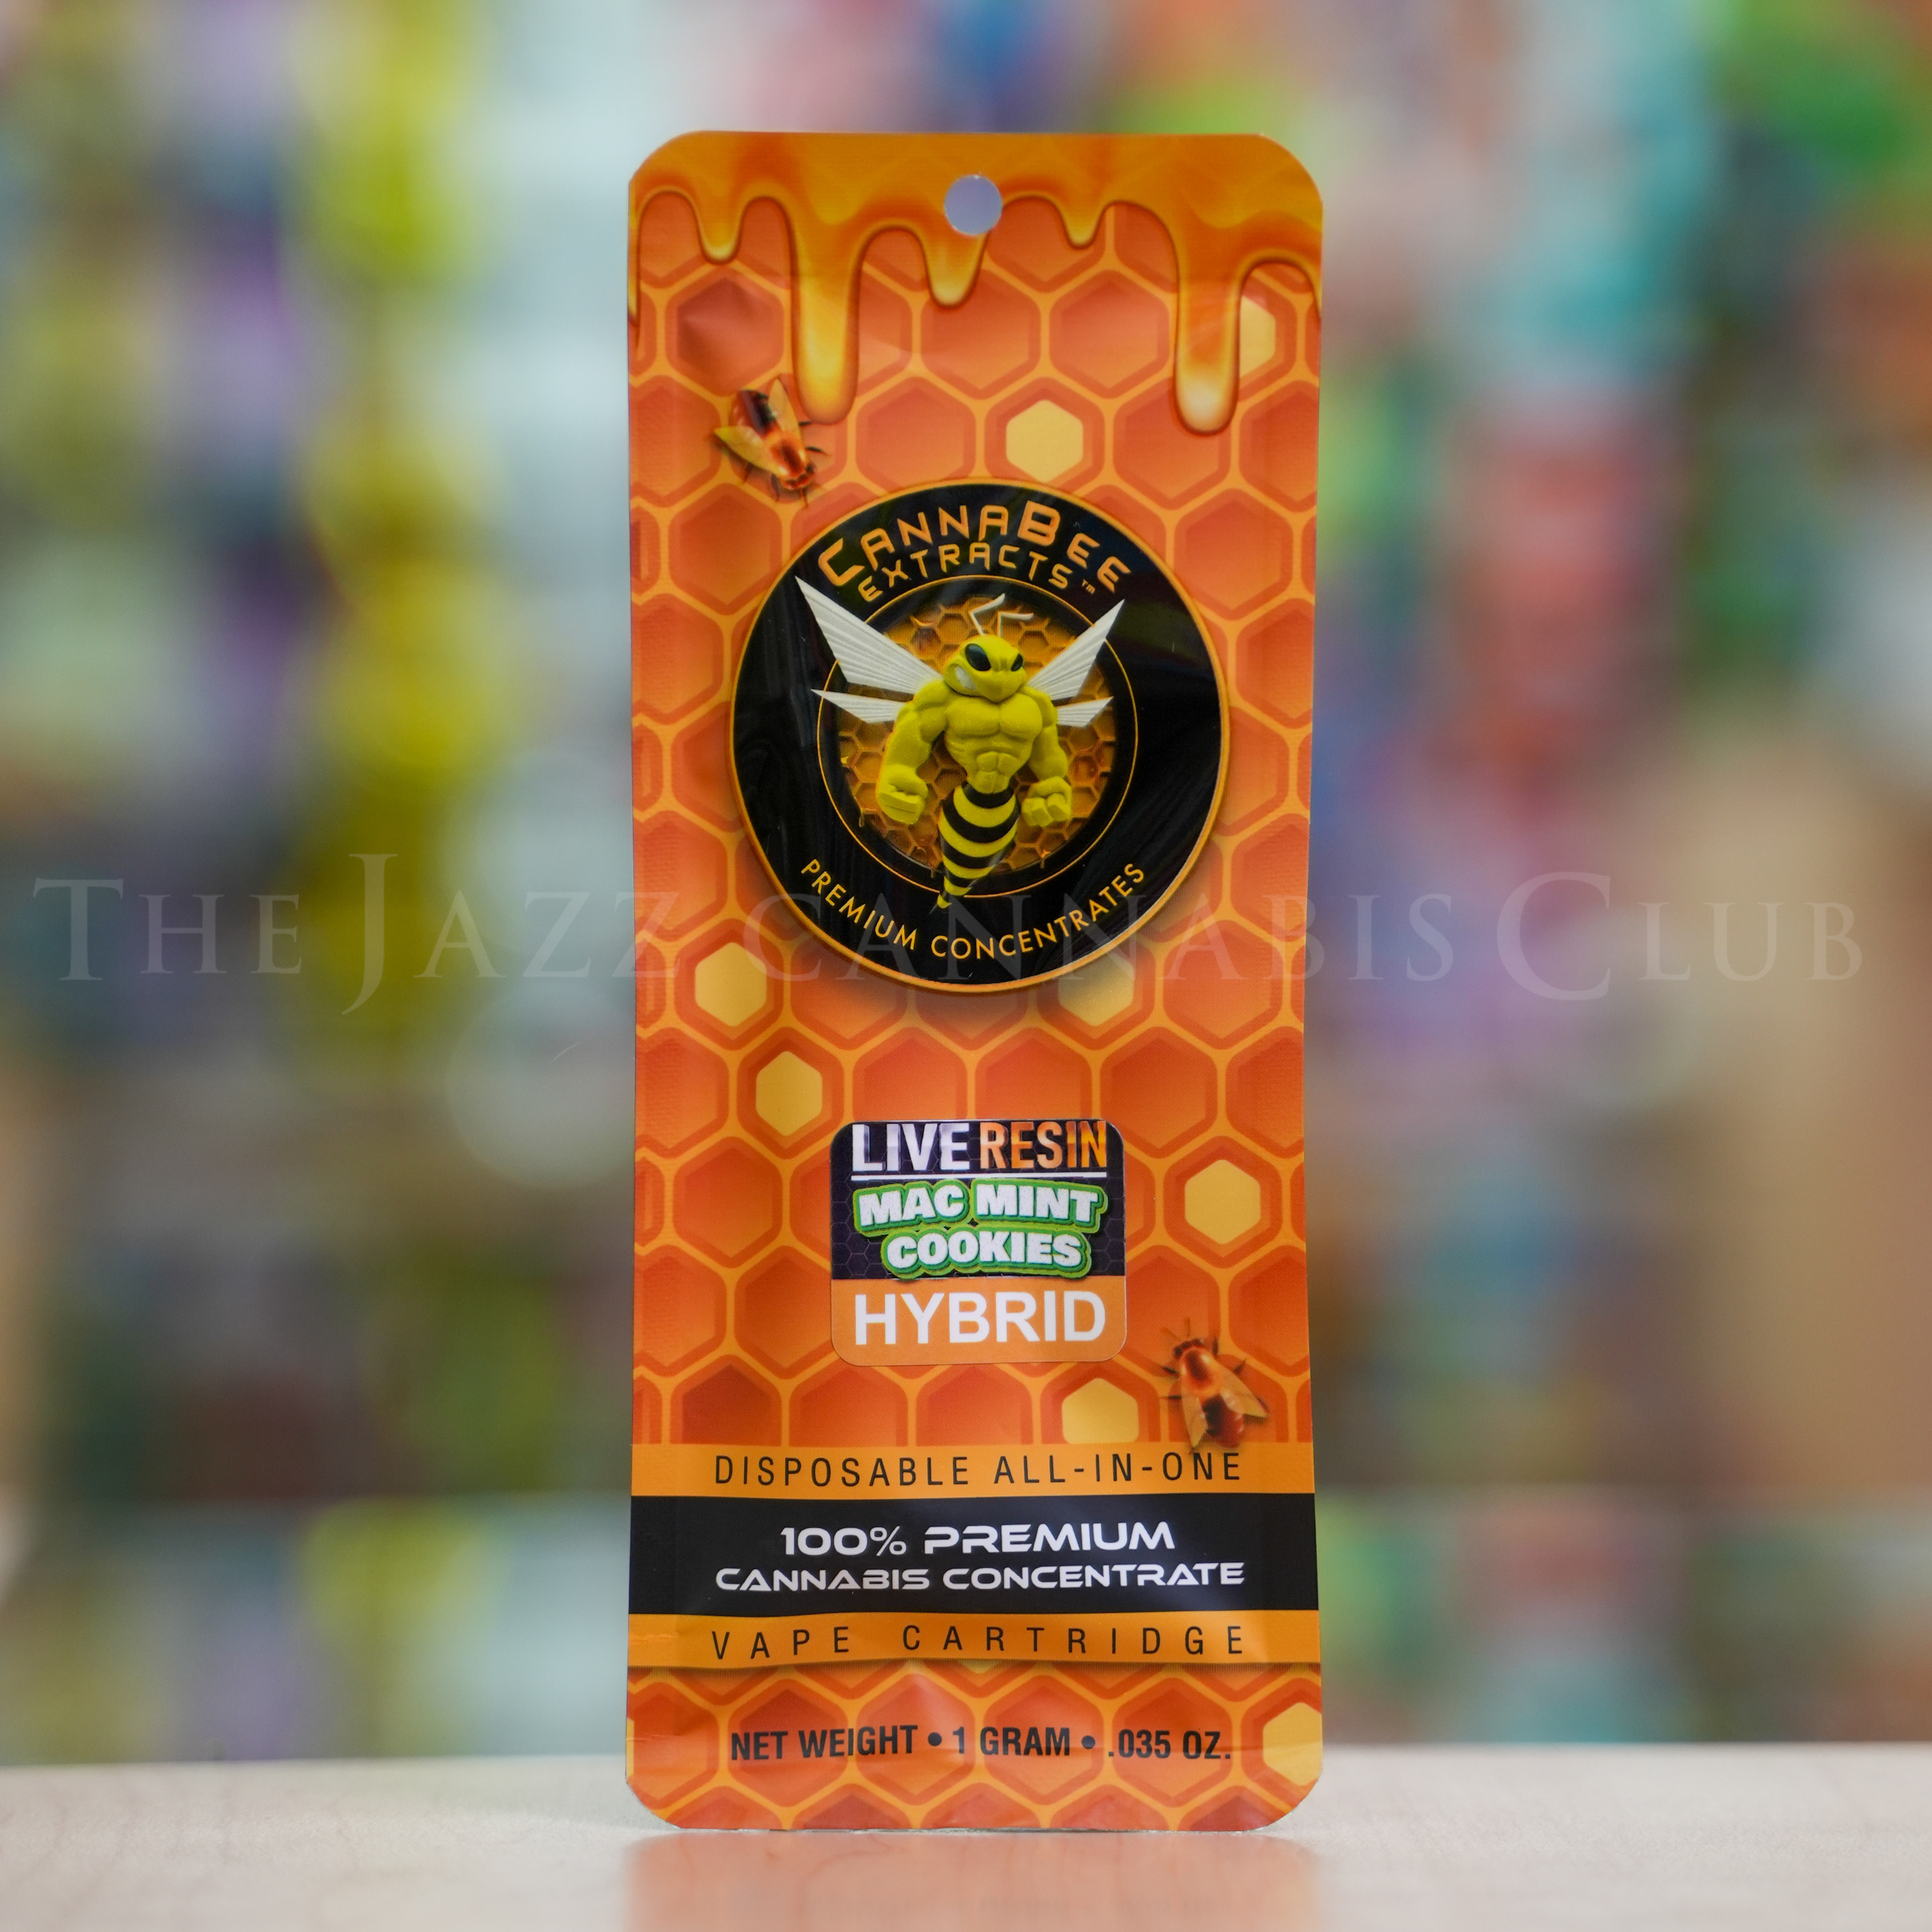 CANNABEE
EXTRACTS™
PREMIUM CONCENTRATES
THE JAZZ CANNABIS CLUB
LIVE RESIN
MAC MINT
COOKIES
HYBRID
DISPOSABLE ALL-IN-ONE
100% PREMIUM
CANNABIS CONCENTRATE
VAPE CARTRIDGE
NET WEIGHT • 1 GRAM • .035 OZ.